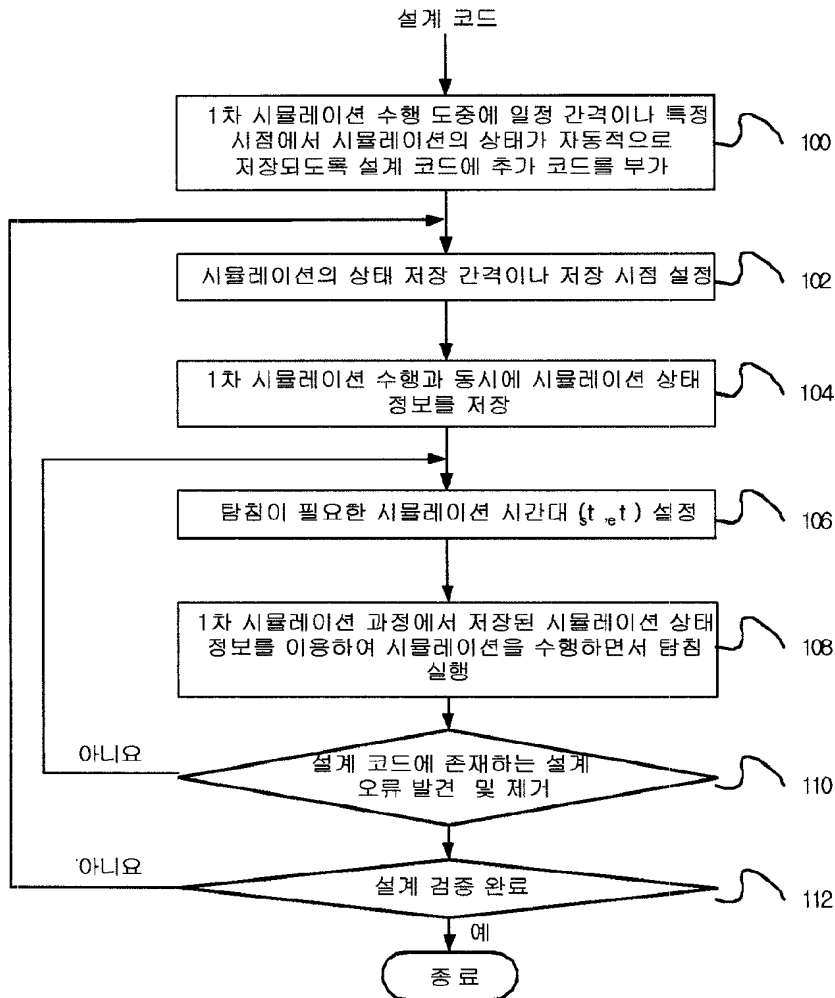 설계 코드
1차 시뮬레이션 수행 도중에 일정 간격이나 특정
시점에서 시뮬레이션의 상태가 자동적으로
저장되도록 설계 코드에 추가 코드를 부가
100
시뮬레이션의 상태 저장 간격이나 저장 시점 설정
102
1차 시뮬레이션 수행과 동시에 시뮬레이션 상태
정보를 저장
104
탐침이 필요한 시뮬레이션 시간대 (st ,et ) 설정
106
1차 시뮬레이션 과정에서 저장된 시뮬레이션 상태
정보를 이용하여 시뮬레이션을 수행하면서 탐침
실행
108
아니요
설계 코드에 존재하는 설계
오류 발견 및 제거
110
아니요
설계 검증 완료
112
예
종료